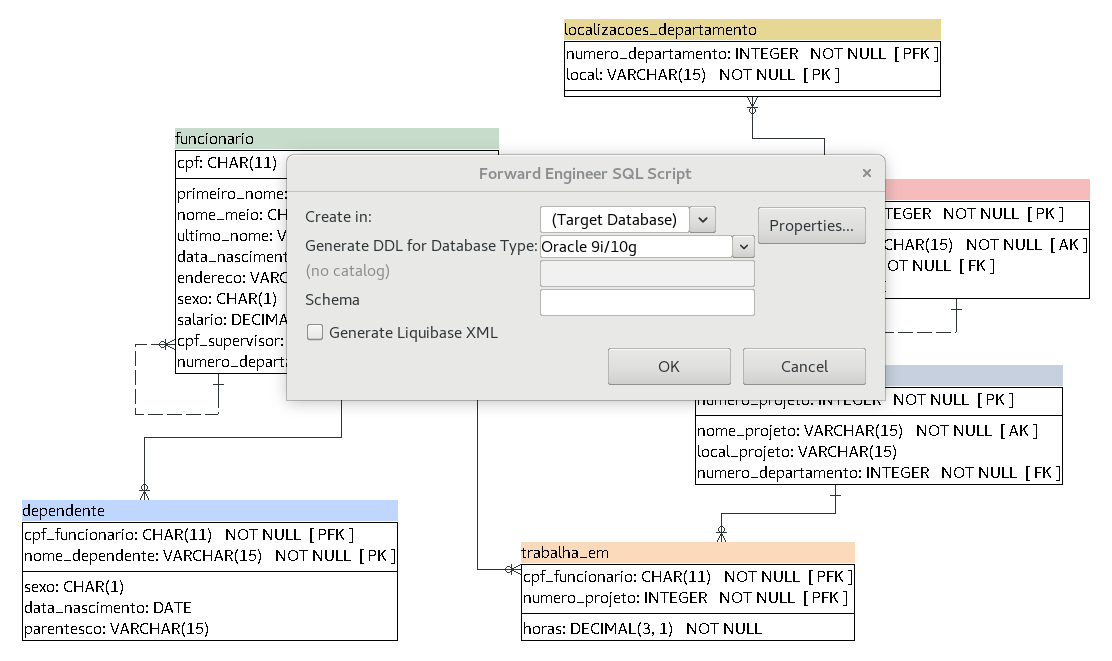 localizacoes_departamento
numero_departamento: INTEGER NOT NULL [ PFK ]
local: VARCHAR(15) NOT NULL [ PK ]
funcionario
cpf: CHAR(11)
primeiro_nome:
nome_meio: CH
ultimo_nome: V
data_nasciment
endereco: VARC
sexo: CHAR(1)
salario: DECIMA
cpf_supervisor:
numero_departa
Forward Engineer SQL Script
Create in:
(Target Database)
Properties...
Generate DDL for Database Type:
Oracle 9i/10g
(no catalog)
Schema
Generate Liquibase XML
OK
Cancel
TEGER NOT NULL [ PK ]
CHAR(15) NOT NULL [ AK ]
OT NULL [ FK ]
numero_projeto: INTEGER NOT NULL [ PK ]
nome_projeto: VARCHAR(15) NOT NULL [ AK ]
local_projeto: VARCHAR(15)
numero_departamento: INTEGER NOT NULL [ FK ]
dependente
cpf_funcionario: CHAR(11) NOT NULL [ PFK ]
nome_dependente: VARCHAR(15) NOT NULL [ PK ]
sexo: CHAR(1)
data_nascimento: DATE
parentesco: VARCHAR(15)
trabalha_em
cpf_funcionario: CHAR(11) NOT NULL [ PFK ]
numero_projeto: INTEGER NOT NULL [ PFK ]
horas: DECIMAL(3, 1) NOT NULL